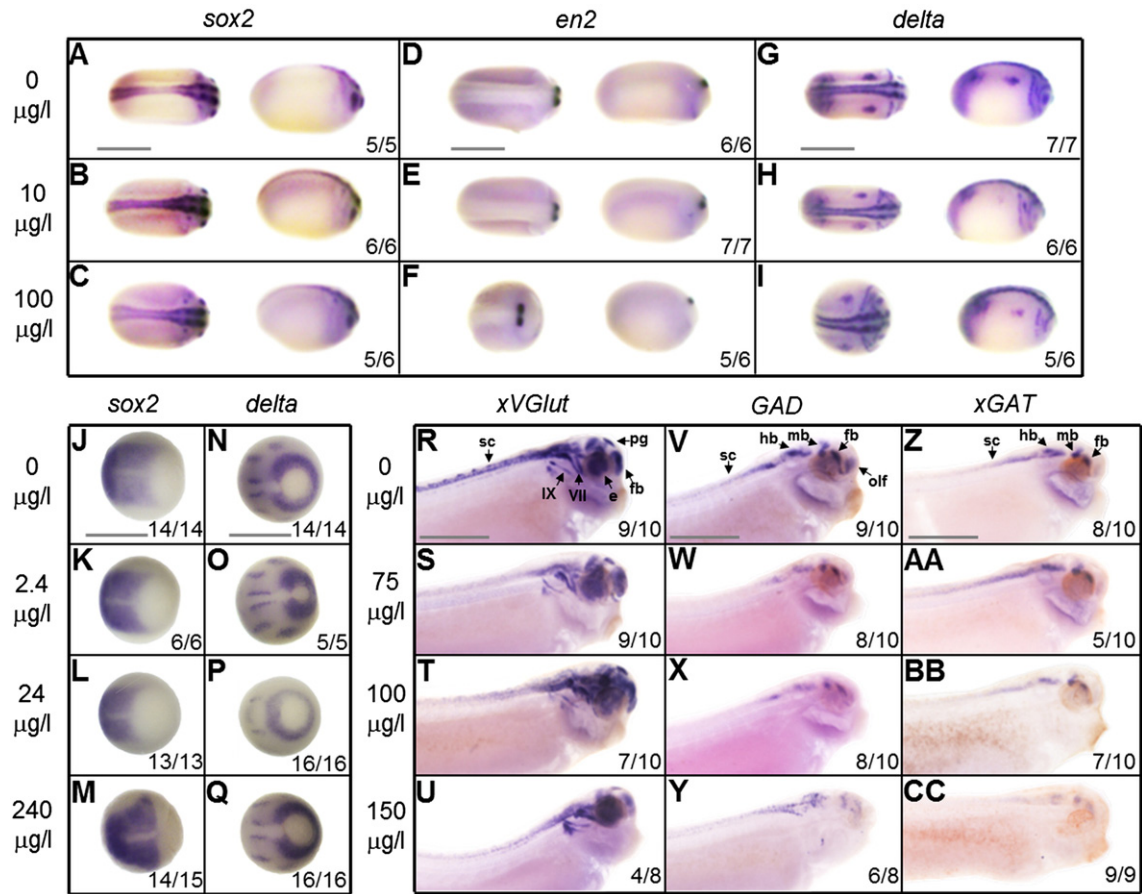 sox2 en2 delta
A D G
0 μg/l
5/5 6/6 7/7
B E H
10 μg/l
6/6 7/7 6/6
C F I
100 μg/l
5/6 5/6 5/6
sox2 delta xVGlut GAD xGAT
J N R sc pg V sc hb mb fb Z sc hb mb fb
0 μg/l
0 μg/l
IX VII e fb olf
14/14 14/14 9/10 9/10 8/10
K O S W AA
2.4 μg/l
75 μg/l
6/6 5/5 9/10 8/10 5/10
L P T X BB
24 μg/l
100 μg/l
13/13 16/16 7/10 8/10 7/10
M Q U Y CC
240 μg/l
150 μg/l
14/15 16/16 4/8 6/8 9/9